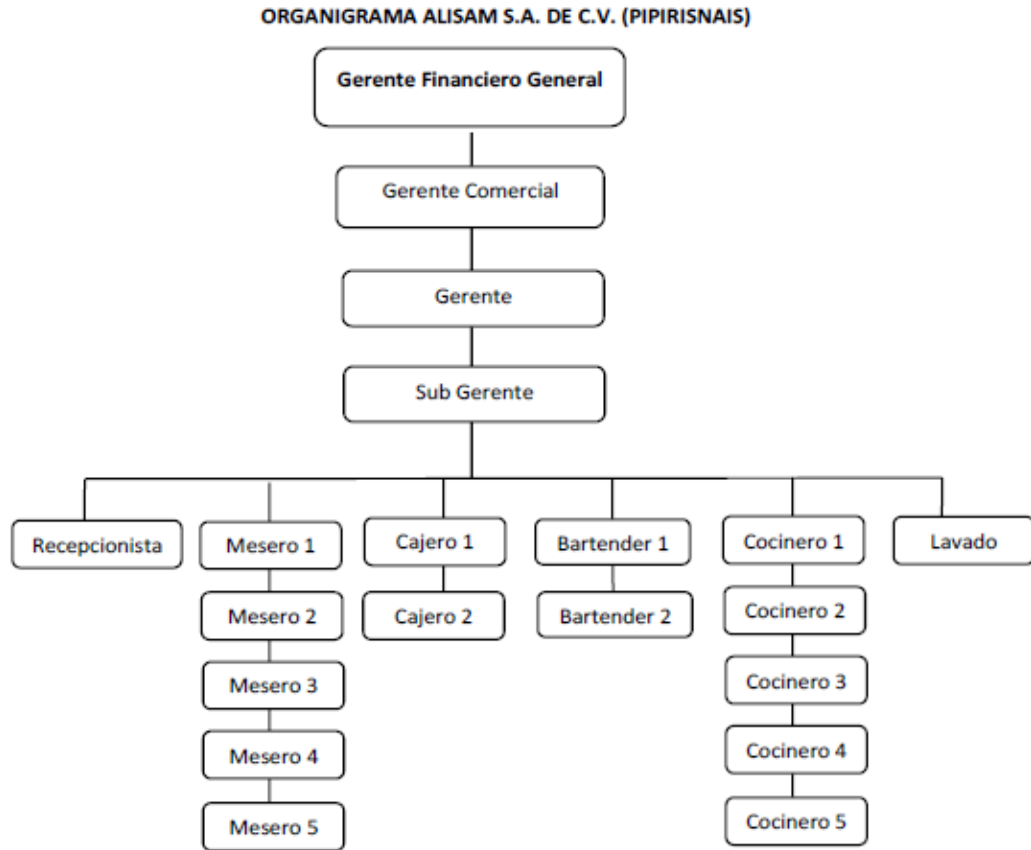 ORGANIGRAMA ALISAM S.A. DE C.V. (PIPIRISNAIS)
Gerente Financiero General
Gerente Comercial
Gerente
Sub Gerente
Recepcionista
Mesero 1
Cajero 1
Bartender 1
Cocinero 1
Lavado
Mesero 2
Cajero 2
Bartender 2
Cocinero 2
Mesero 3
Cocinero 3
Mesero 4
Cocinero 4
Mesero 5
Cocinero 5